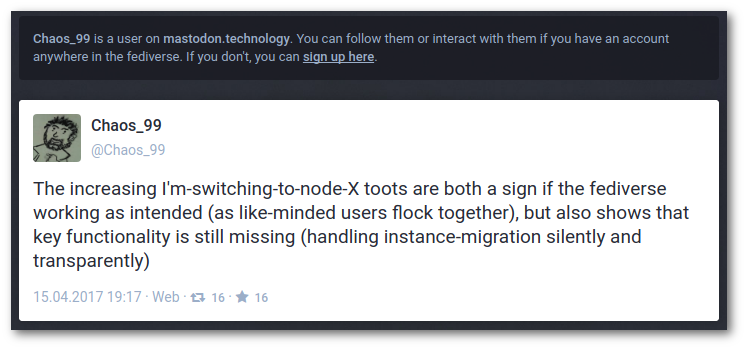 Chaos_99 is a user on mastodon.technology. You can follow them or interact with them if you have an account
anywhere in the fediverse. If you don't, you can sign up here.
Chaos_99
@Chaos_99
The increasing I'm-switching-to-node-X toots are both a sign if the fediverse
working as intended (as like-minded users flock together), but also shows that
key functionality is still missing (handling instance-migration silently and
transparently)
15.04.2017 19:17 · Web · 16 · 16